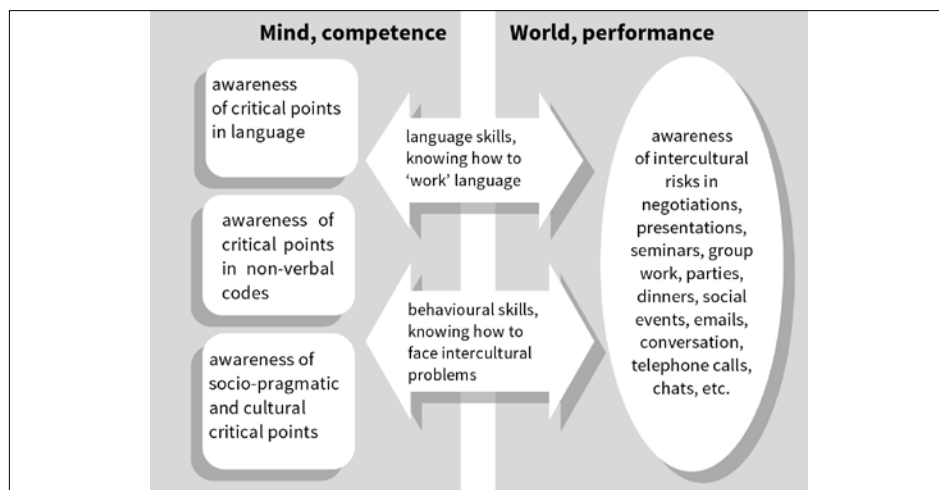 Mind, competence
World, performance
awareness
of critical points
in language
awareness of
critical points
in non-verbal
codes
awareness of
socio-pragmatic
and cultural
critical points
language skills,
knowing how to
‘work’ language
behavioural skills,
knowing how to
face intercultural
problems
awareness
of intercultural
risks in
negotiations,
presentations,
seminars, group
work, parties,
dinners, social
events, emails,
conversation,
telephone calls,
chats, etc.